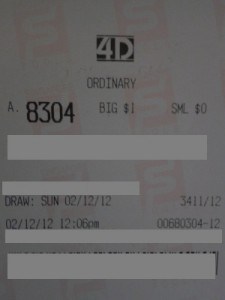 4D
ORDINARY
A. 8304 BIG $1 SML $0
DRAW: SUN 02/12/12 3411/12
02/12/12 12:06pm 00680304-12